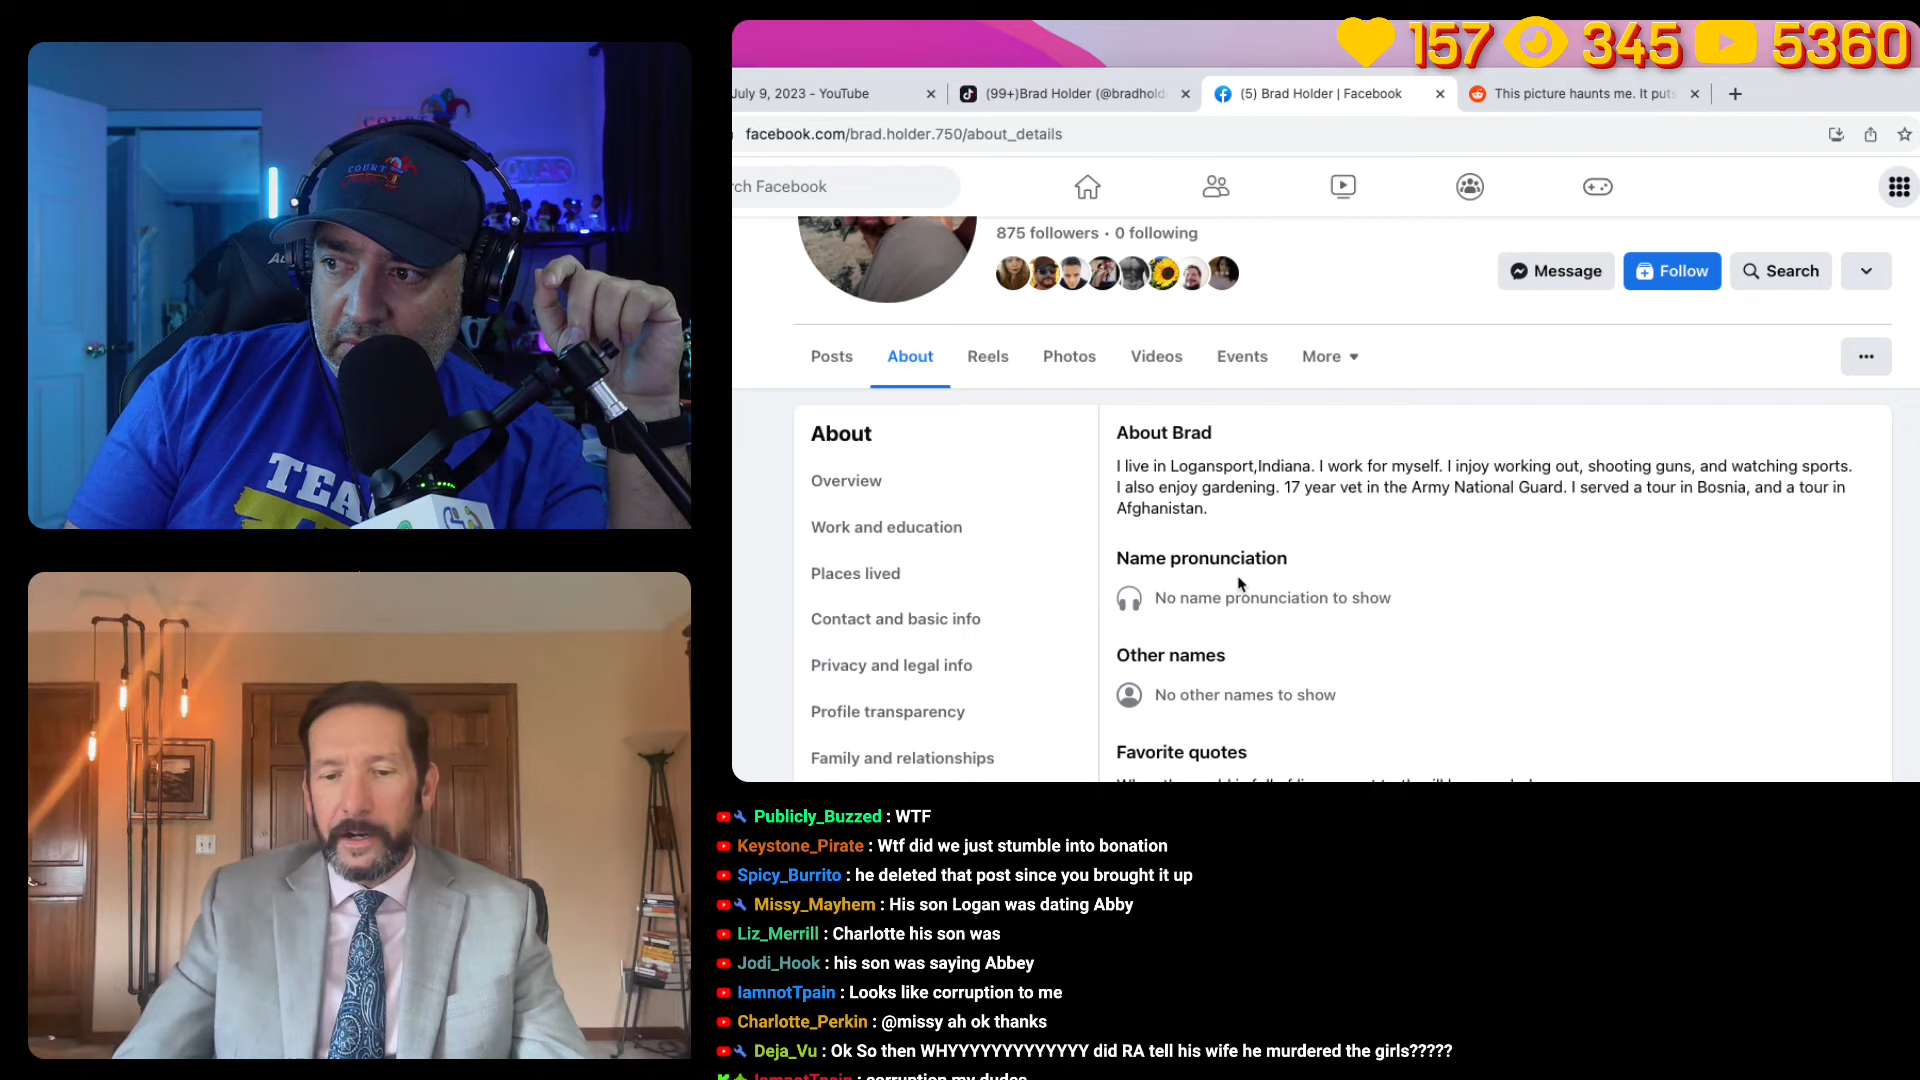 157 345 5360
July 9, 2023 - YouTube
(99+)Brad Holder (@bradhold
(5) Brad Holder | Facebook
This picture haunts me. It puts
facebook.com/brad.holder.750/about_details
rch Facebook
875 followers · 0 following
Message
Follow
Search
Posts
About
Reels
Photos
Videos
Events
More
About
Overview
Work and education
Places lived
Contact and basic info
Privacy and legal info
Profile transparency
Family and relationships
About Brad
I live in Logansport,Indiana. I work for myself. I injoy working out, shooting guns, and watching sports.
I also enjoy gardening. 17 year vet in the Army National Guard. I served a tour in Bosnia, and a tour in
Afghanistan.
Name pronunciation
No name pronunciation to show
Other names
No other names to show
Favorite quotes
COURT
TEA
Publicly_Buzzed : WTF
Keystone_Pirate : Wtf did we just stumble into bonation
Spicy_Burrito : he deleted that post since you brought it up
Missy_Mayhem : His son Logan was dating Abby
Liz_Merrill : Charlotte his son was
Jodi_Hook : his son was saying Abbey
IamnotTpain : Looks like corruption to me
Charlotte_Perkin : @missy ah ok thanks
Deja_Vu : Ok So then WHYYYYYYYYYYYYY did RA tell his wife he murdered the girls?????
IamnotTpain : corruption my dudes